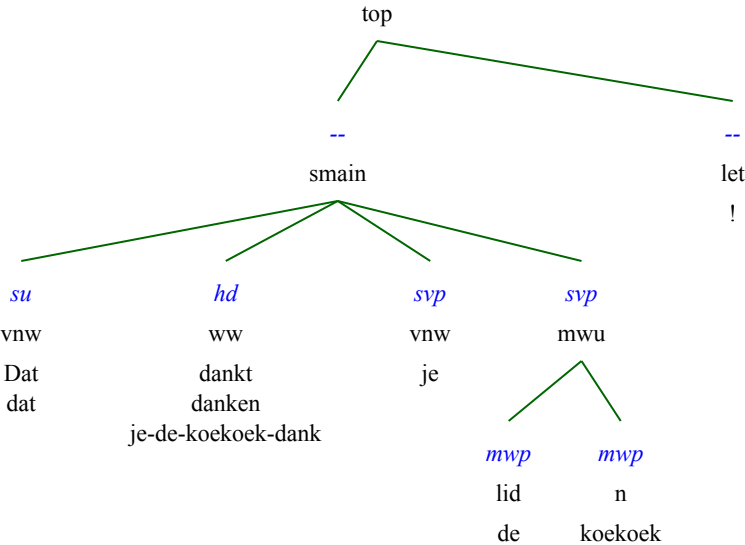 top
-- --
smain let
!
su hd svp svp
vnw ww vnw mwu
Dat dankt je
dat danken
je-de-koekoek-dank
mwp mwp
lid n
de koekoek